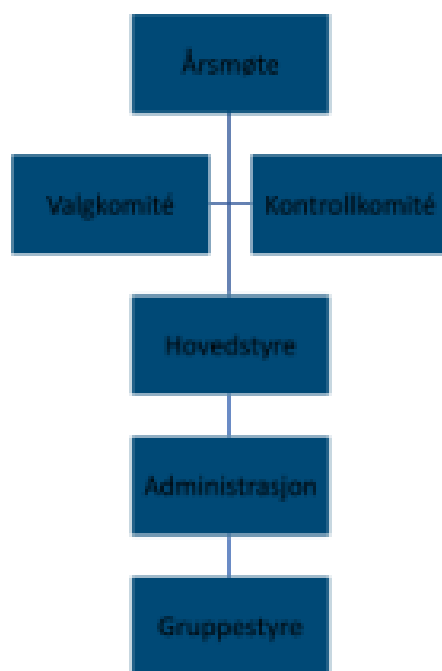 Årsmøte
Valgkomité
Kontrollkomité
Hovedstyre
Administrasjon
Gruppestyre